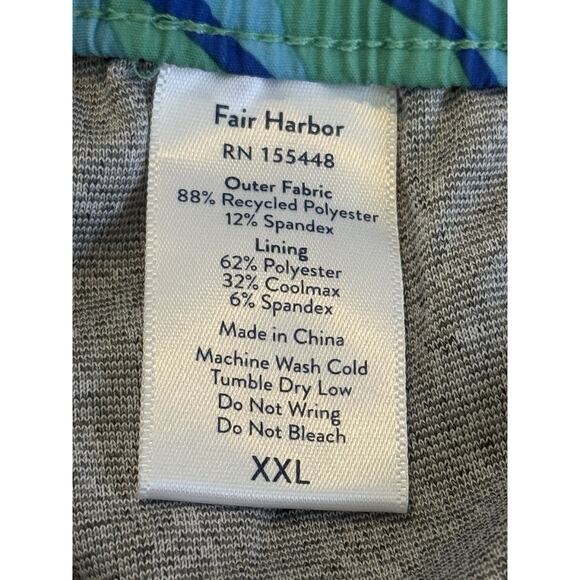 Fair Harbor
RN 155448
Outer Fabric
88% Recycled Polyester
12% Spandex
Lining
62% Polyester
32% Coolmax
6% Spandex
Made in China
Machine Wash Cold
Tumble Dry Low
Do Not Wring
Do Not Bleach
XXL